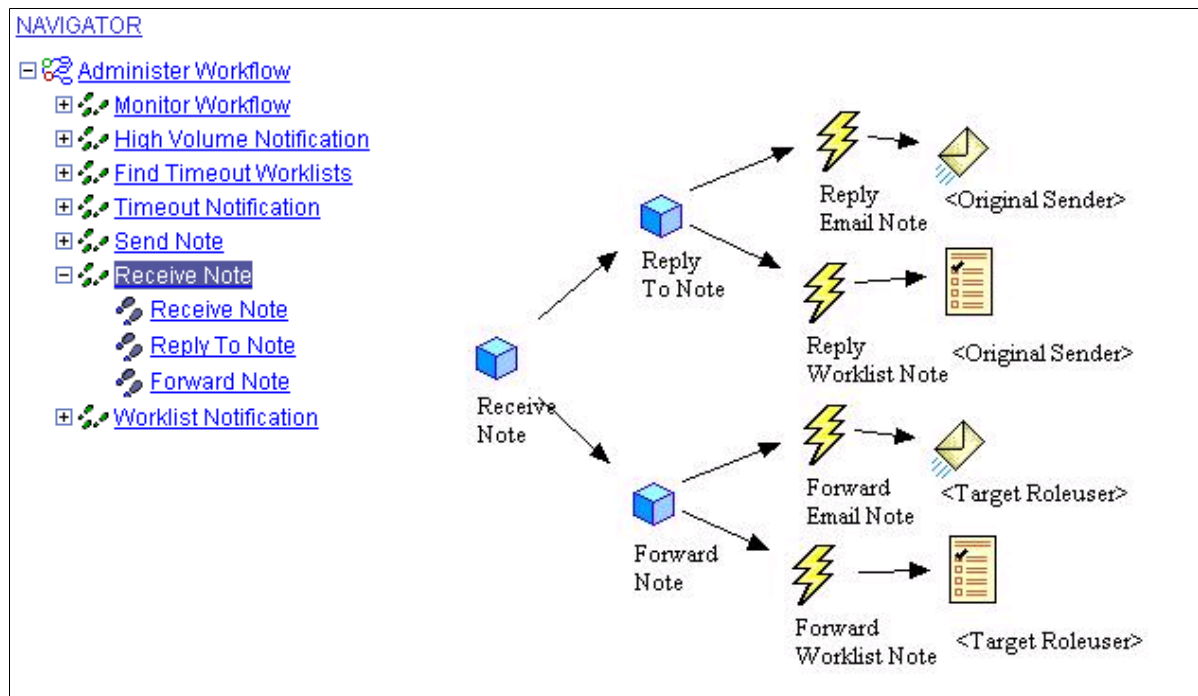 NAVIGATOR
Administer Workflow
Monitor Workflow
High Volume Notification
Find Timeout Worklists
Timeout Notification
Send Note
Receive Note
Receive Note
Reply To Note
Forward Note
Worklist Notification
Receive
Note
Reply
To Note
Reply
Email Note
<Original Sender>
Reply
Worklist Note
<Original Sender>
Forward
Note
Forward
Email Note
<Target Roleuser>
Forward
Worklist Note
<Target Roleuser>